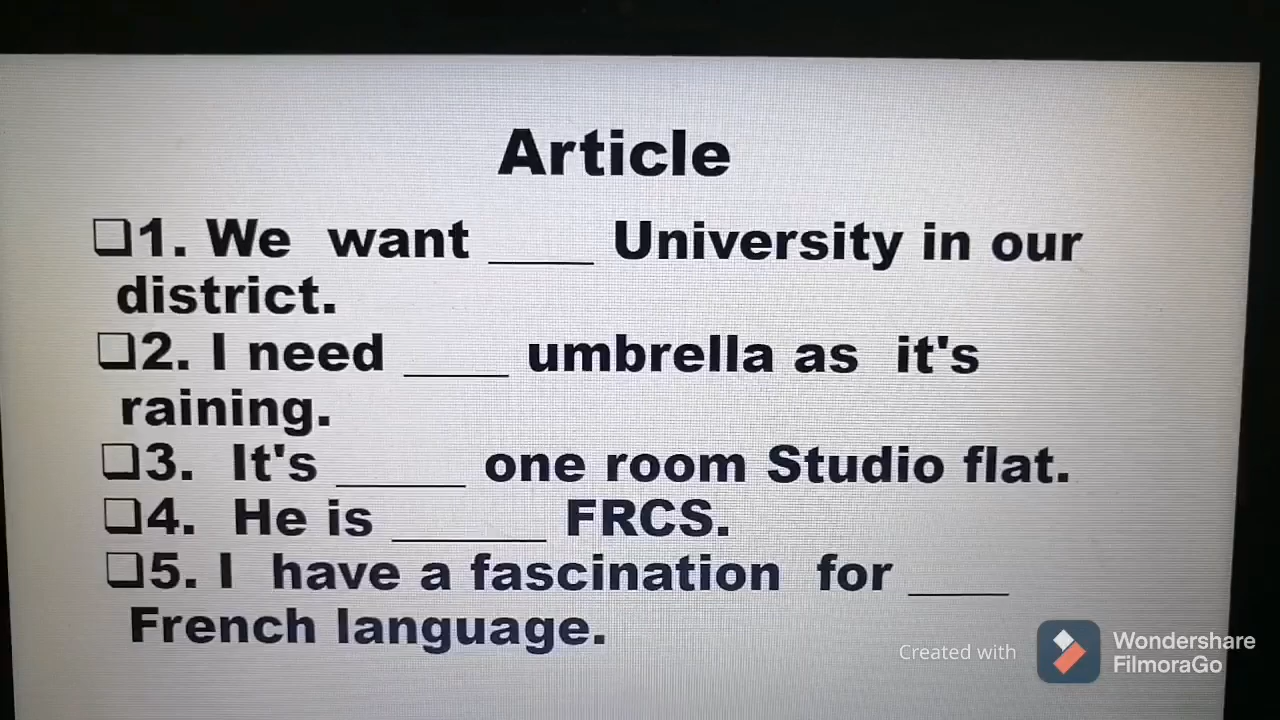 Article
❑1. We want ____ University in our
district.
❑2. I need ____ umbrella as it's
raining.
❑3. It's _____ one room Studio flat.
❑4. He is ______ FRCS.
❑5. I have a fascination for ____
French language.
Created with Wondershare
FilmoraGo